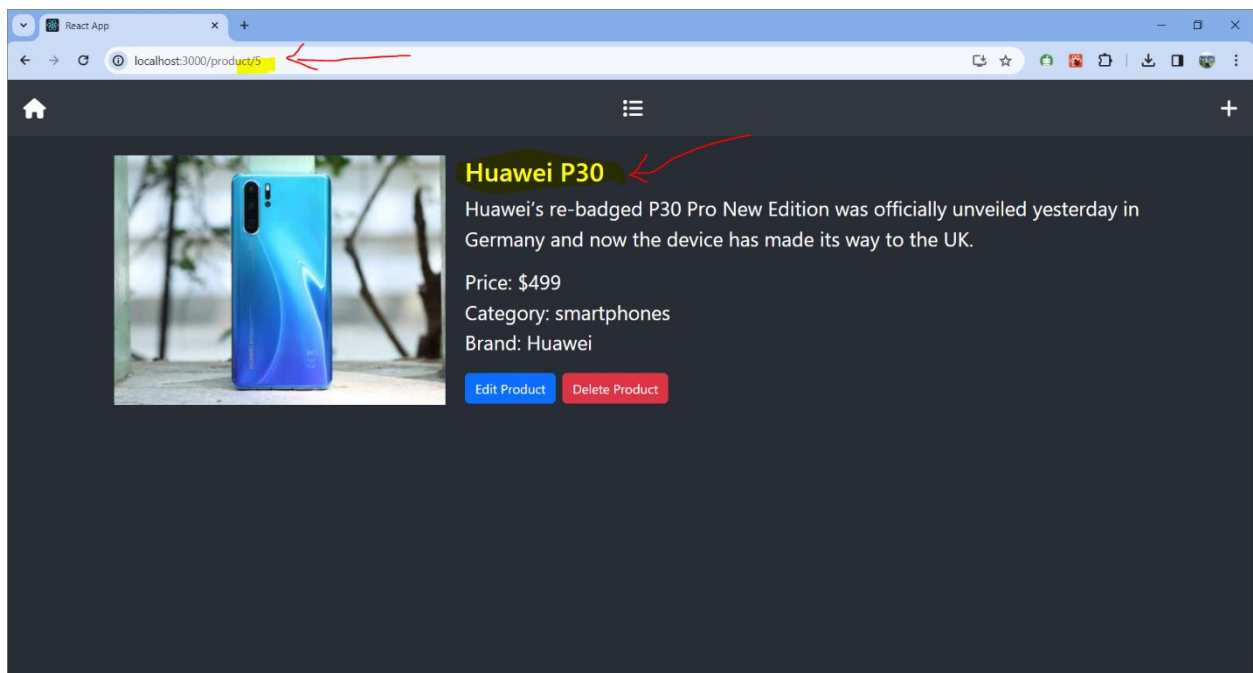 React App
localhost:3000/product/5
Huawei P30
Huawei’s re-badged P30 Pro New Edition was officially unveiled yesterday in
Germany and now the device has made its way to the UK.
Price: $499
Category: smartphones
Brand: Huawei
Edit Product Delete Product